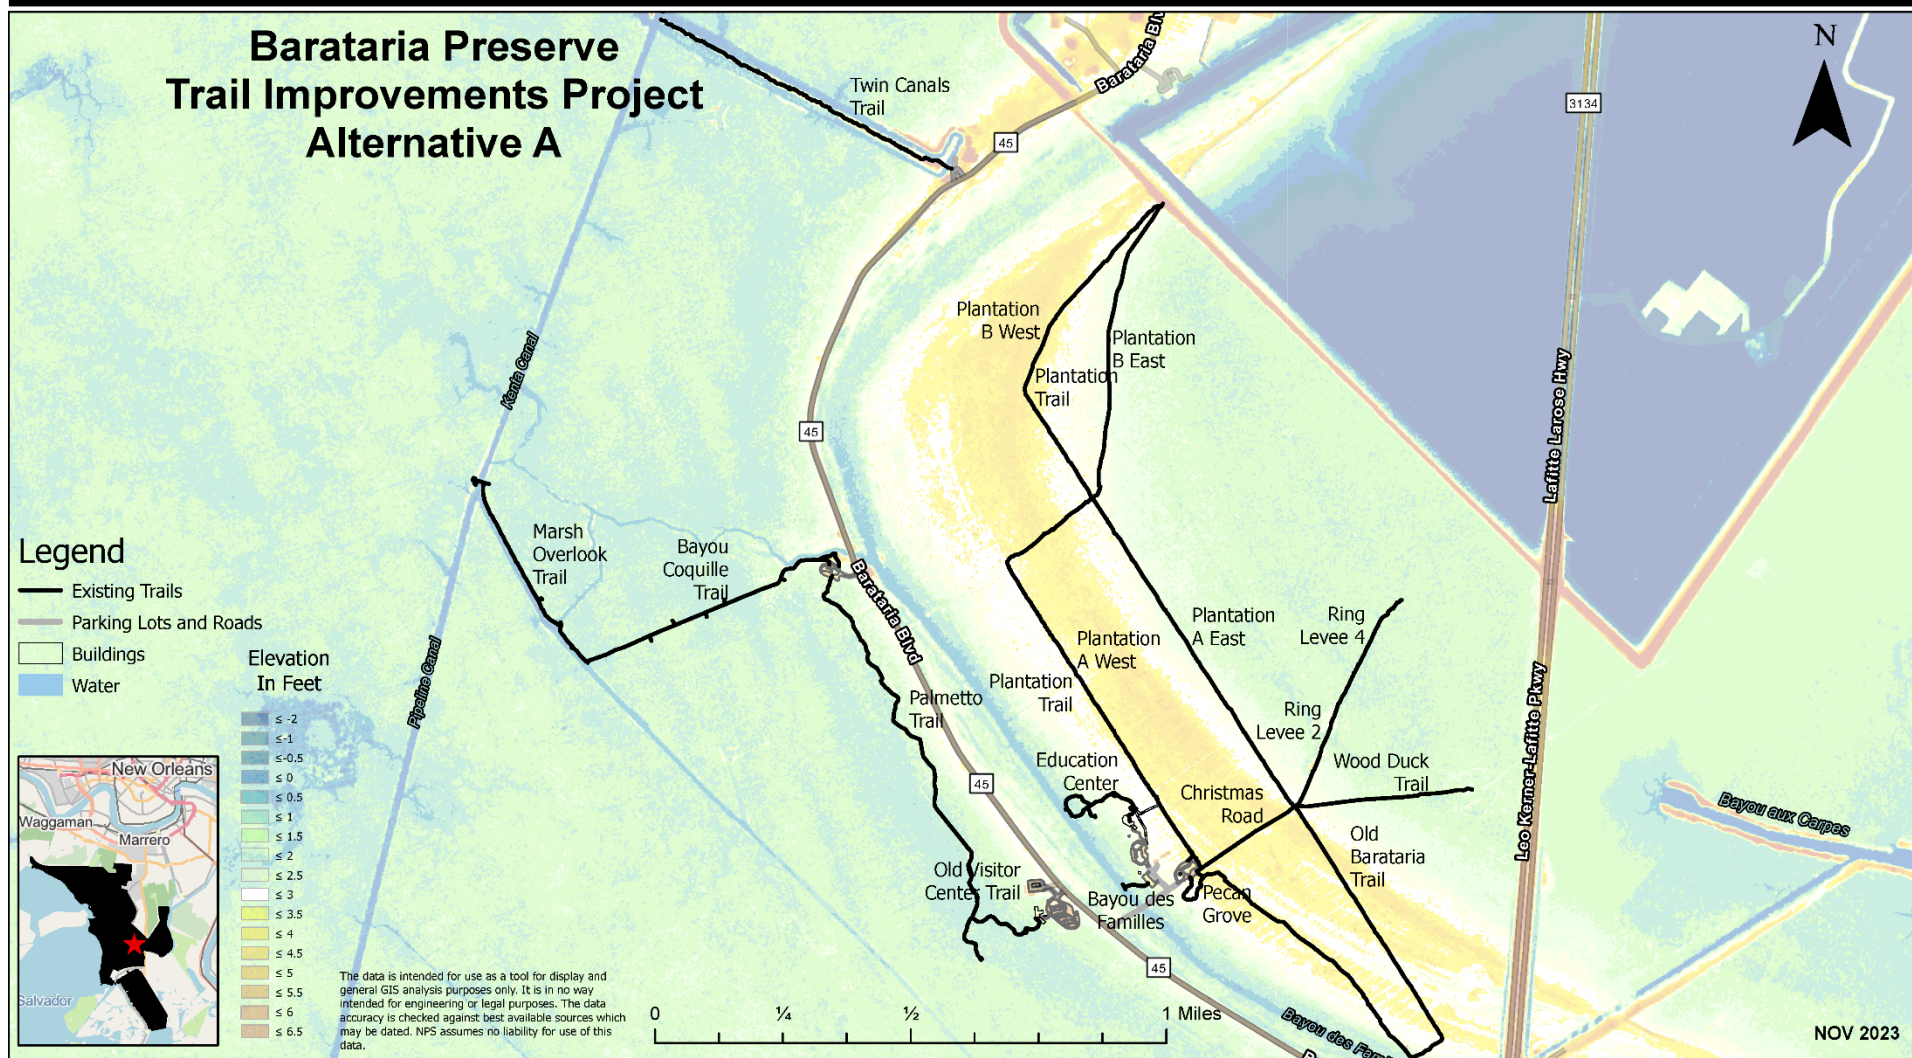 Barataria Preserve
Trail Improvements Project
Alternative A
Twin Canals
Trail
Barataria Blv
45
3134
N
Plantation
B West
Plantation
B East
Plantation
Trail
Kenta Canal
45
Lafitte Larose Hwy
Marsh
Overlook
Trail
Bayou
Coquille
Trail
Barataria Blvd
Plantation
A East
Ring
Levee 4
Plantation
A West
Plantation
Trail
Palmetto
Trail
Pipeline Canal
Ring
Levee 2
Leo Kerner-Lafitte Pkwy
Education
Center
Christmas
Road
Wood Duck
Trail
45
Bayou aux Carpes
Old
Barataria
Trail
Old Visitor
Center Trail
Bayou des
Familles
Pecan
Grove
45
Bayou des Fami
B
Legend
Existing Trails
Parking Lots and Roads
Buildings
Water
Elevation
In Feet
≤ -2
≤-1
≤-0.5
≤ 0
≤ 0.5
≤ 1
≤ 1.5
≤ 2
≤ 2.5
≤ 3
≤ 3.5
≤ 4
≤ 4.5
≤ 5
≤ 5.5
≤ 6
≤ 6.5
New Orleans
Waggaman
Marrero
Salvador
The data is intended for use as a tool for display and
general GIS analysis purposes only. It is in no way
intended for engineering or legal purposes. The data
accuracy is checked against best available sources which
may be dated. NPS assumes no liability for use of this
data.
0 ¼ ½ 1 Miles
NOV 2023